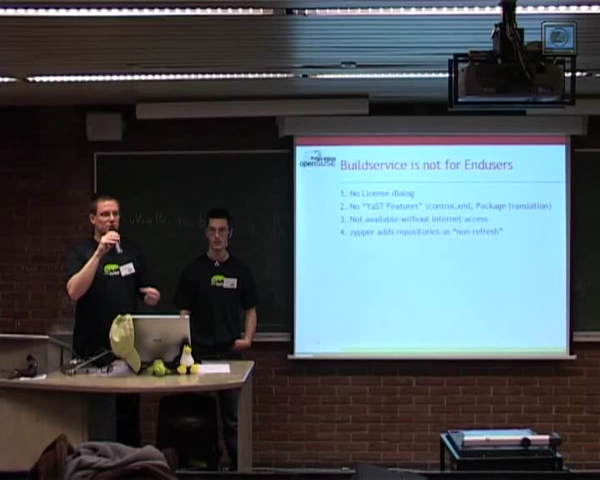 openSUSE
Buildservice is not for Endusers
1. No License dialog
2. No "YaST Features" (control.xml, Package translation)
3. Not available without internet access
4. zypper adds repositories as "non refresh"